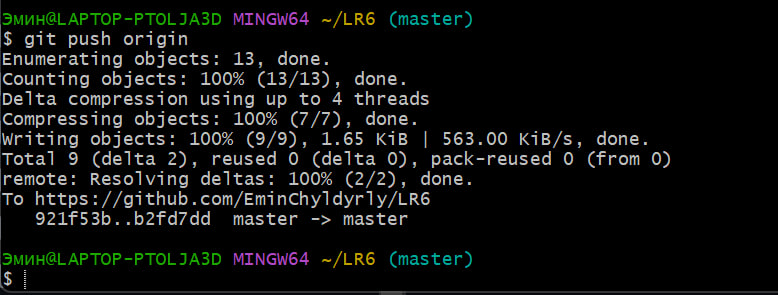 Эмин@LAPTOP-PTOLJA3D MINGW64 ~/LR6 (master)
$ git push origin
Enumerating objects: 13, done.
Counting objects: 100% (13/13), done.
Delta compression using up to 4 threads
Compressing objects: 100% (7/7), done.
Writing objects: 100% (9/9), 1.65 KiB | 563.00 KiB/s, done.
Total 9 (delta 2), reused 0 (delta 0), pack-reused 0 (from 0)
remote: Resolving deltas: 100% (2/2), done.
To https://github.com/EminChyldyrly/LR6
   921f53b..b2fd7dd  master -> master
Эмин@LAPTOP-PTOLJA3D MINGW64 ~/LR6 (master)
$